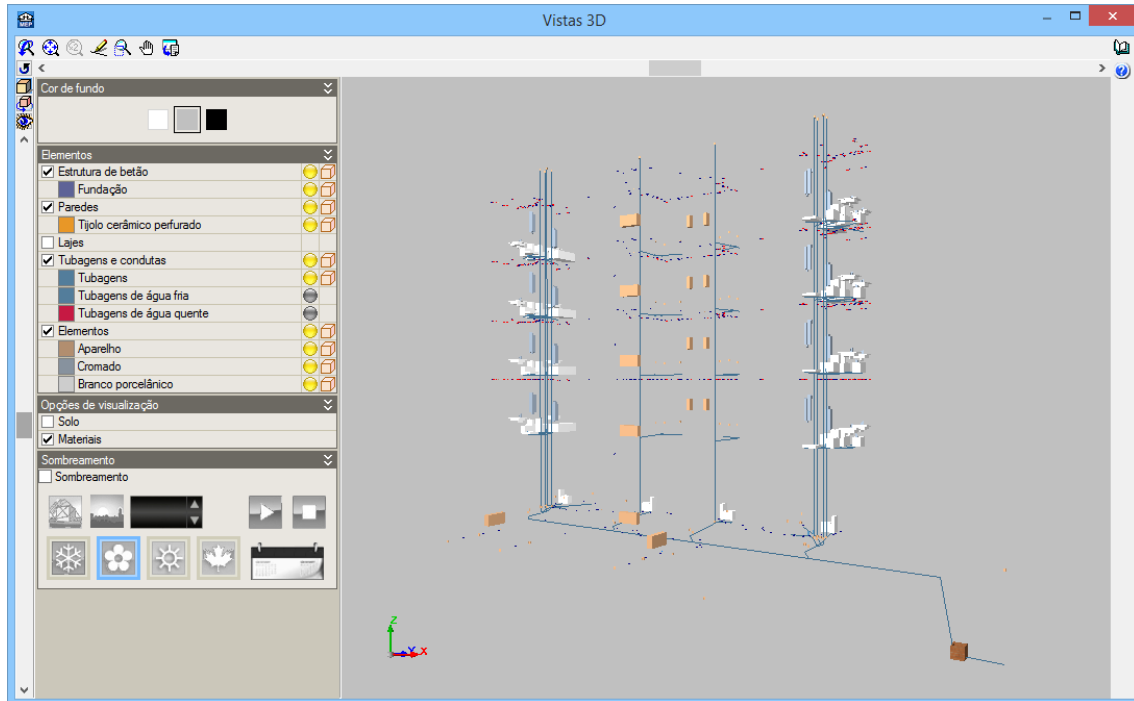 MEP
Vistas 3D
Cor de fundo
Elementos
Estrutura de betão
Fundação
Paredes
Tijolo cerâmico perfurado
Lajes
Tubagens e condutas
Tubagens
Tubagens de água fria
Tubagens de água quente
Elementos
Aparelho
Cromado
Branco porcelânico
Opções de visualização
Solo
Materiais
Sombreamento
Sombreamento
Z
Y X